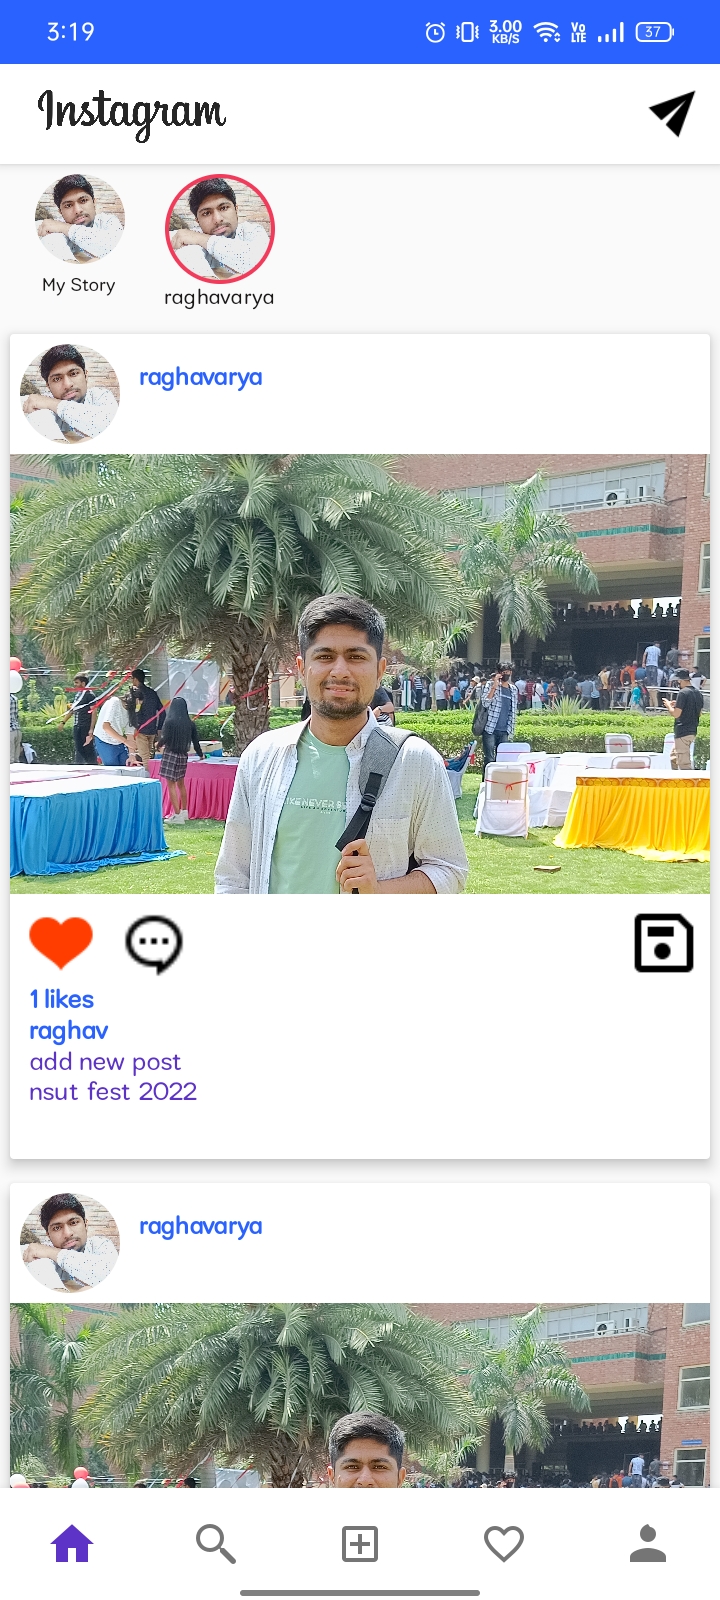 3:19
3.00 KB/S
Vo LTE
37
Instagram
My Story
raghavarya
raghavarya
1 likes
raghav
add new post
nsut fest 2022
raghavarya